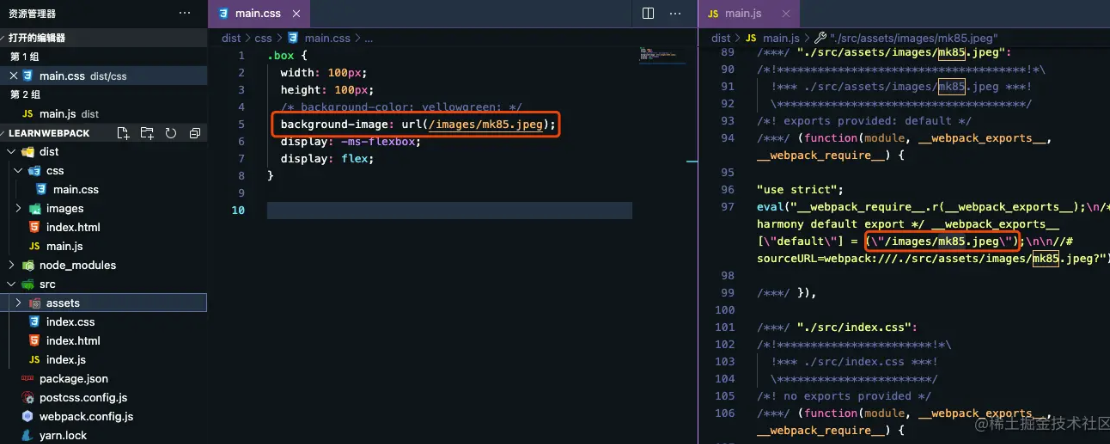 资源管理器
打开的编辑器
第 1 组
main.css dist/css
第 2 组
main.js dist
LEARNWEBPACK
dist
css
main.css
images
index.html
main.js
node_modules
src
assets
index.css
index.html
index.js
package.json
postcss.config.js
webpack.config.js
yarn.lock
main.css
dist > css > main.css > ...
1 .box {
2 width: 100px;
3 height: 100px;
4 /* background-color: yellowgreen; */
5 background-image: url(/images/mk85.jpeg);
6 display: -ms-flexbox;
7 display: flex;
8 }
9
10
main.js
dist > main.js > "./src/assets/images/mk85.jpeg"
89 /***/ "./src/assets/images/mk85.jpeg":
90 /*!***************************************!*\
91 !*** ./src/assets/images/mk85.jpeg ***!
92 \***************************************/
93 /*! exports provided: default */
94 /***/ (function(module, __webpack_exports__,
__webpack_require__) {
95
96 "use strict";
97 eval("__webpack_require__.r(__webpack_exports__);\n/*
harmony default export */ __webpack_exports__
[\"default\"] = (\"/images/mk85.jpeg\");\n\n//#
sourceURL=webpack:///./src/assets/images/mk85.jpeg?")
98
99 /***/ }),
100
101 /***/ "./src/index.css":
102 /*!***********************!*\
103 !*** ./src/index.css ***!
104 \***********************/
105 /*! no exports provided */
106 /***/ (function(module, __webpack_exports__,
__webpack_require__) {
@稀土掘金技术社区